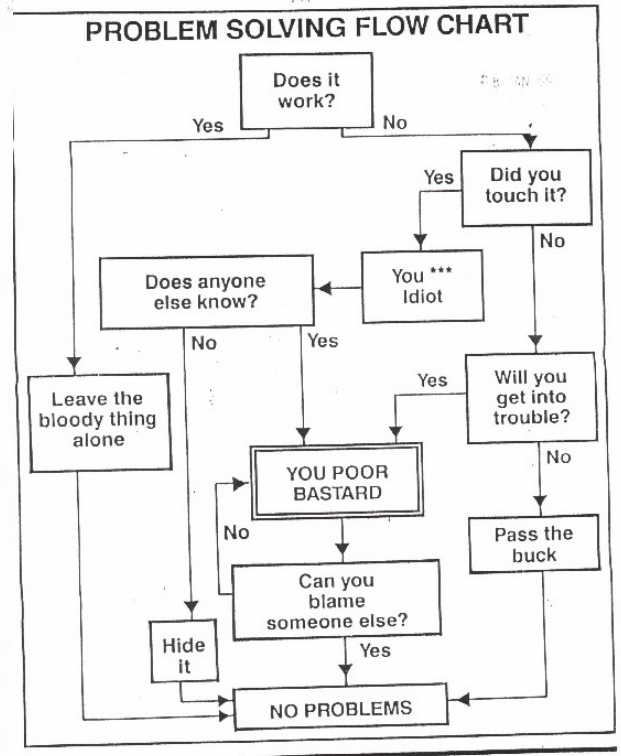 PROBLEM SOLVING FLOW CHART
Does it
work?
Yes
No
Did you
touch it?
Yes
No
You ***
Idiot
Does anyone
else know?
No
Yes
Will you
get into
trouble?
Yes
No
Leave the
bloody thing
alone
YOU POOR
BASTARD
No
Pass the
buck
Can you
blame
someone else?
Yes
Hide
it
NO PROBLEMS